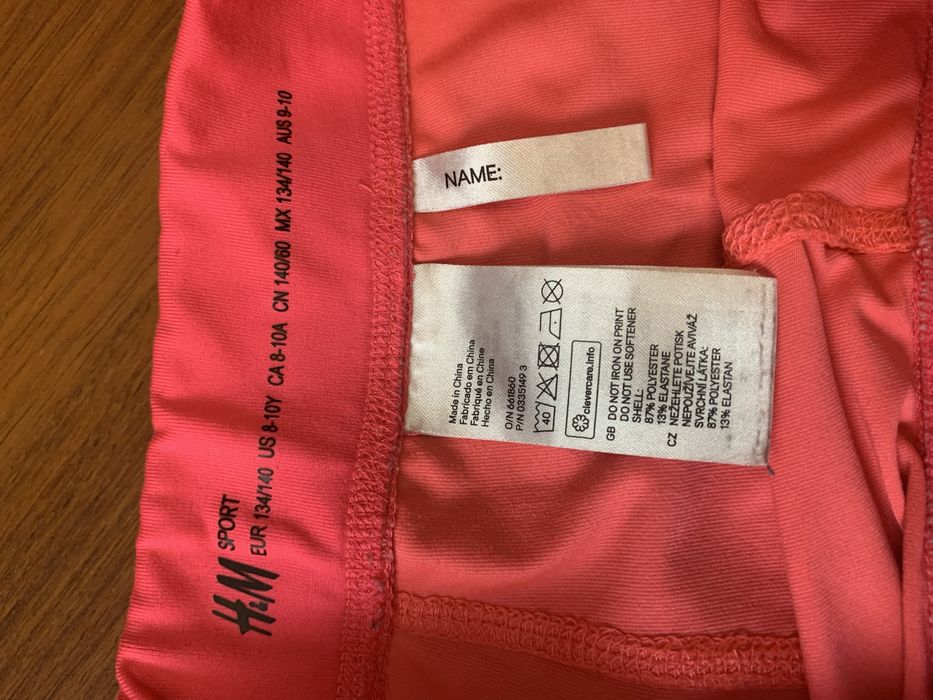 H&M SPORT
EUR 134/140 US 8-10Y CA 8-10A CN 140/60 MX 134/140 AUS 9-10
NAME:
Made in China
Fabricado em China
Fabriqué en Chine
Hecho en China
O/N 661860
P/N 0335149 3
40
clevercare.info
GB DO NOT IRON ON PRINT
DO NOT USE SOFTENER
SHELL:
87% POLYESTER
13% ELASTANE
CZ NEZEHLETE POTISK
NEPOUŽÍVEJTE AVIVÁŽ
SVRCHNÍ LÁTKA:
87% POLYESTER
13% ELASTAN